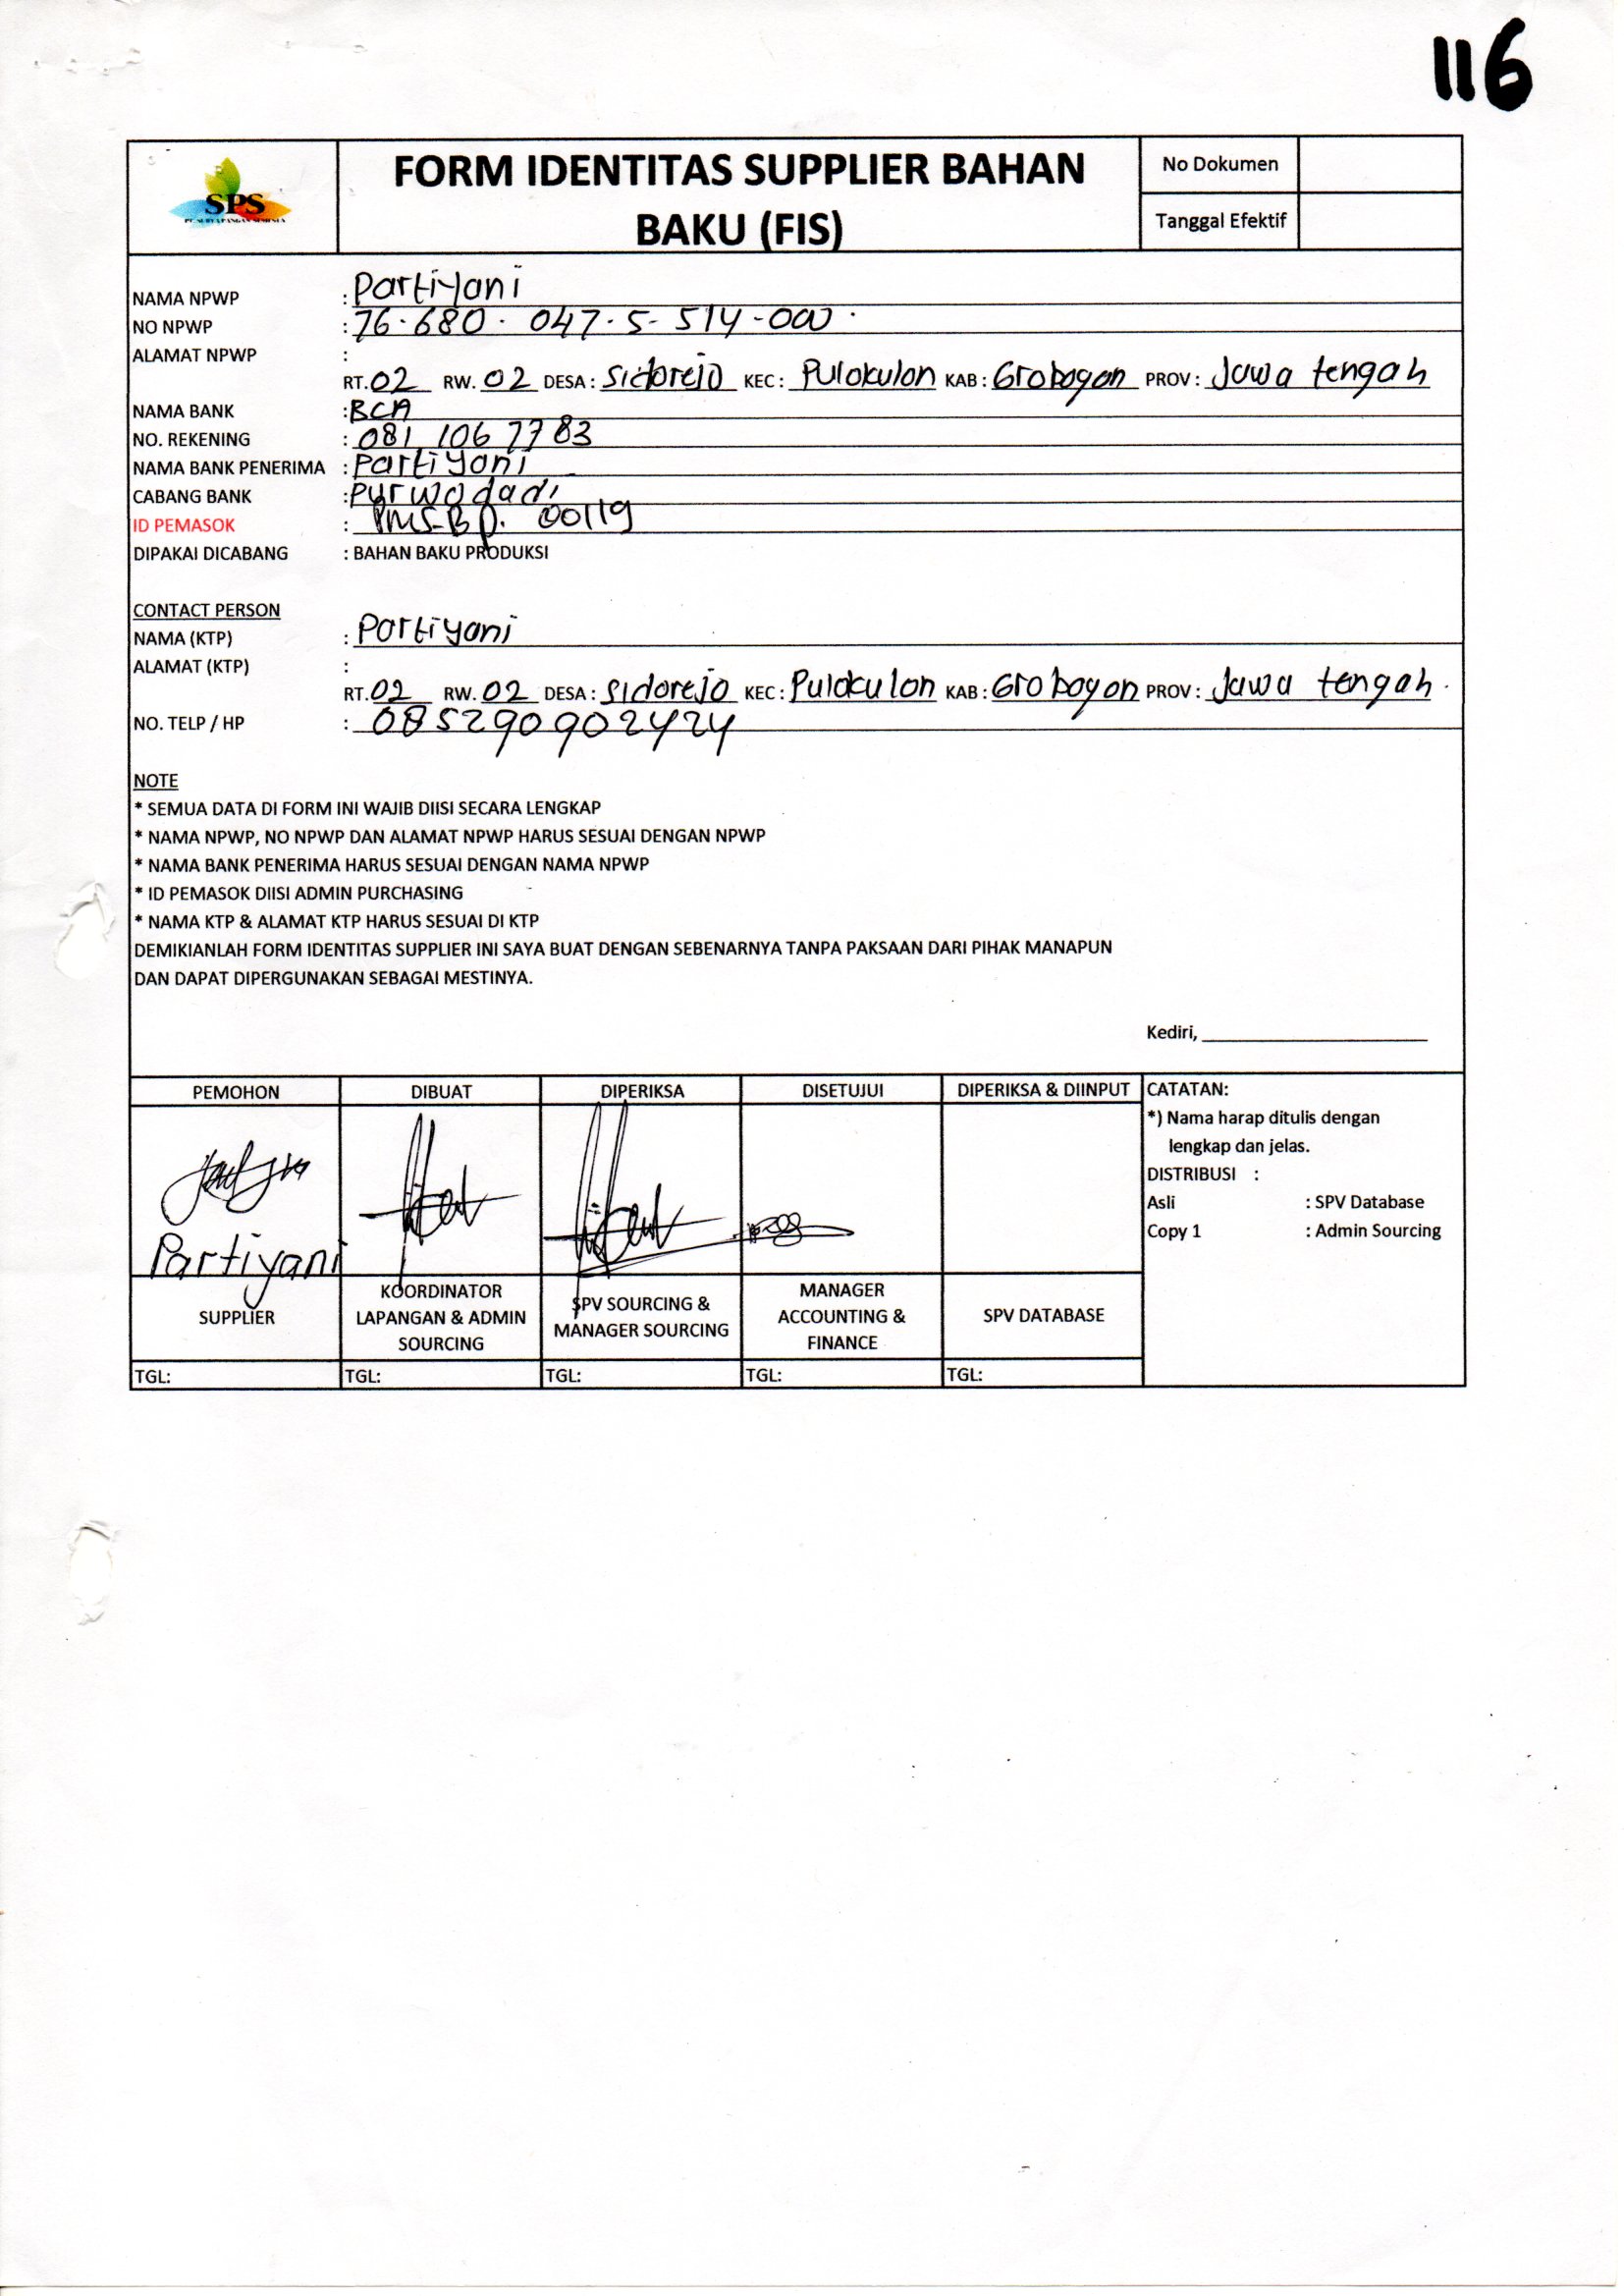 116
SPS
FORM IDENTITAS SUPPLIER BAHAN
BAKU (FIS)
No Dokumen
Tanggal Efektif
NAMA NPWP : Partiyani
NO NPWP : 76.680.047.5-514-000.
ALAMAT NPWP :
RT. 02 RW. 02 DESA : Sidorejo KEC : Pulokulon KAB : Grobogan PROV : Jawa tengah
NAMA BANK : BCA
NO. REKENING : 081 106 7783
NAMA BANK PENERIMA : Partiyani
CABANG BANK : Purwodadi
ID PEMASOK : PMS-BP. 00119
DIPAKAI DICABANG : BAHAN BAKU PRODUKSI
CONTACT PERSON
NAMA (KTP) : Partiyani
ALAMAT (KTP) :
RT. 02 RW. 02 DESA : Sidorejo KEC : Pulokulon KAB : Grobogan PROV : Jawa tengah.
NO. TELP / HP : 085290902424
NOTE
* SEMUA DATA DI FORM INI WAJIB DIISI SECARA LENGKAP
* NAMA NPWP, NO NPWP DAN ALAMAT NPWP HARUS SESUAI DENGAN NPWP
* NAMA BANK PENERIMA HARUS SESUAI DENGAN NAMA NPWP
* ID PEMASOK DIISI ADMIN PURCHASING
* NAMA KTP & ALAMAT KTP HARUS SESUAI DI KTP
DEMIKIANLAH FORM IDENTITAS SUPPLIER INI SAYA BUAT DENGAN SEBENARNYA TANPA PAKSAAN DARI PIHAK MANAPUN
DAN DAPAT DIPERGUNAKAN SEBAGAI MESTINYA.
Kediri,
PEMOHON DIBUAT DIPERIKSA DISETUJUI DIPERIKSA & DIINPUT
Partiyani
SUPPLIER
KOORDINATOR
LAPANGAN & ADMIN
SOURCING
SPV SOURCING &
MANAGER SOURCING
MANAGER
ACCOUNTING &
FINANCE
SPV DATABASE
TGL: TGL: TGL: TGL: TGL:
CATATAN:
*) Nama harap ditulis dengan
lengkap dan jelas.
DISTRIBUSI :
Asli : SPV Database
Copy 1 : Admin Sourcing